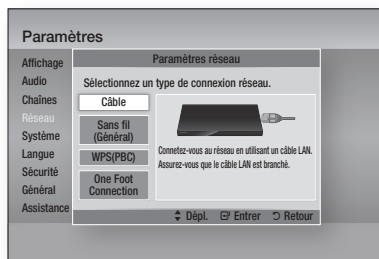 Paramètres
Affichage
Audio
Chaînes
Réseau
Système
Langue
Sécurité
Général
Assistance
Paramètres réseau
Sélectionnez un type de connexion réseau.
Câble
Sans fil
(Général)
WPS(PBC)
One Foot
Connection
Connetez-vous au réseau en utilisant un câble LAN.
Assurez-vous que le câble LAN est branché.
Dépl. Entrer Retour